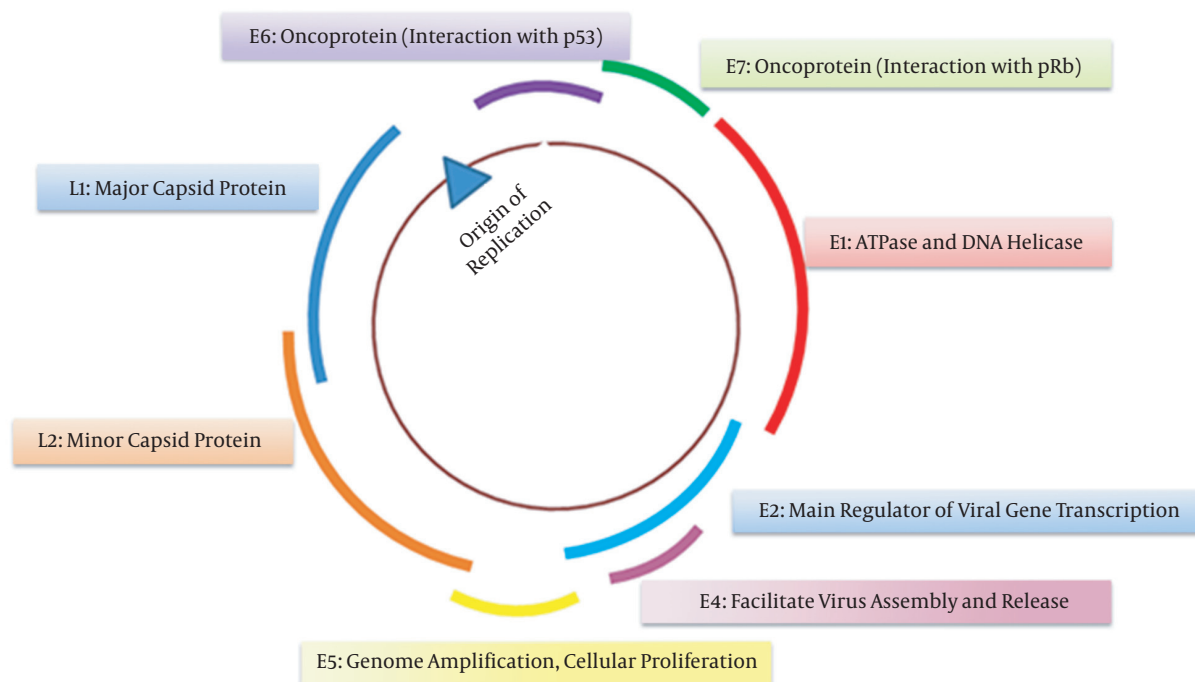 E6: Oncoprotein (Interaction with p53)
E7: Oncoprotein (Interaction with pRb)
L1: Major Capsid Protein
Origin of
Replication
E1: ATPase and DNA Helicase
L2: Minor Capsid Protein
E2: Main Regulator of Viral Gene Transcription
E4: Facilitate Virus Assembly and Release
E5: Genome Amplification, Cellular Proliferation